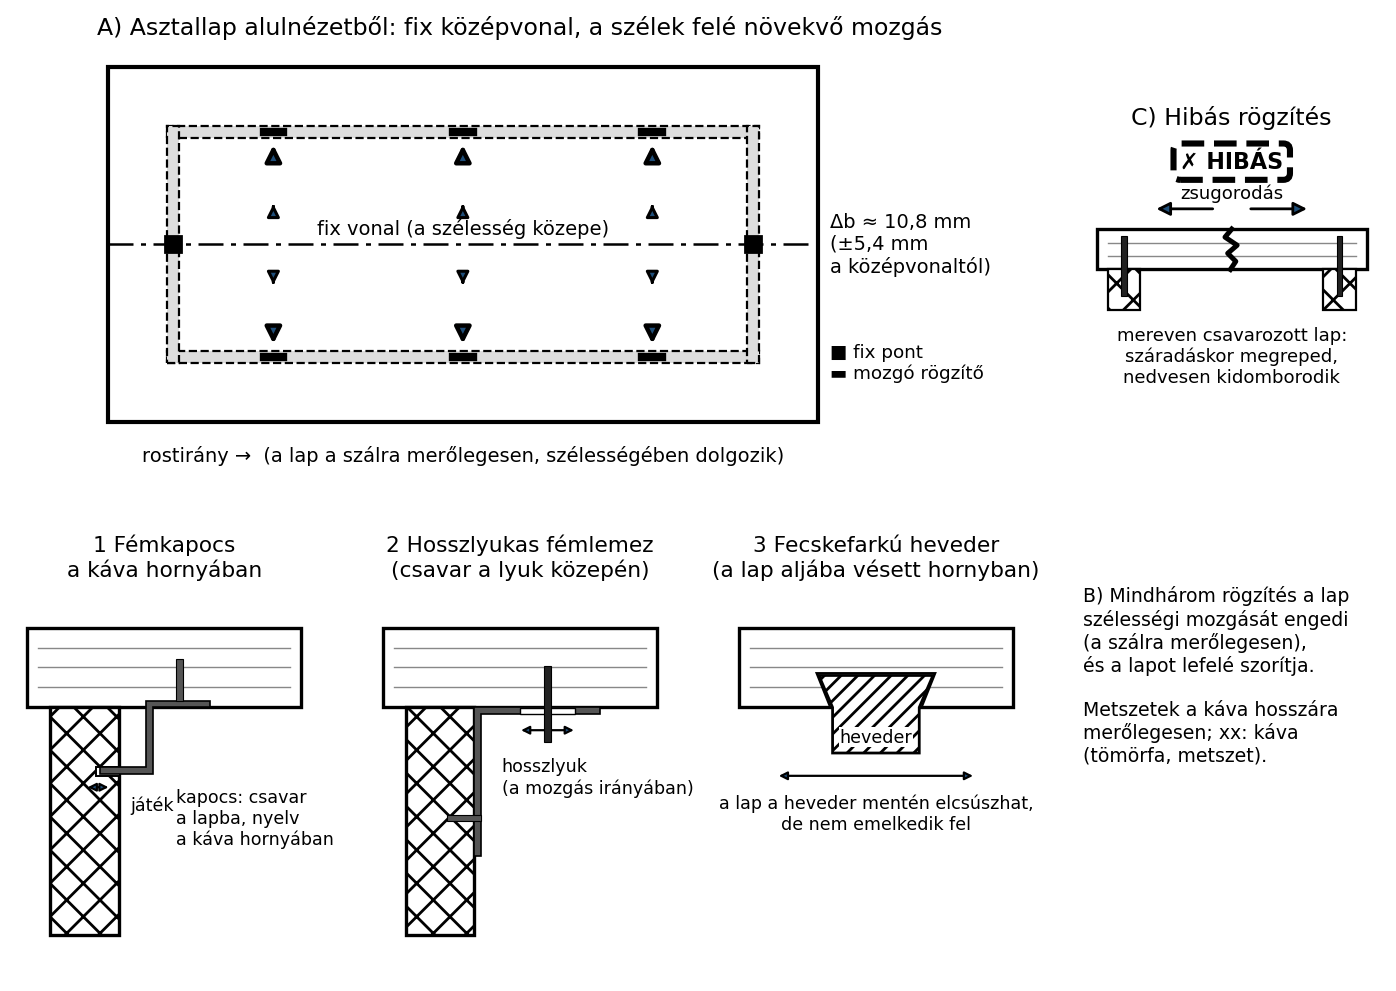 A) Asztallap alulnézetből: fix középvonal, a szélek felé növekvő mozgás
fix vonal (a szélesség közepe)
Δb ≈ 10,8 mm
(±5,4 mm
a középvonaltól)
■ fix pont
▬ mozgó rögzítő
rostirány → (a lap a szálra merőlegesen, szélességében dolgozik)
C) Hibás rögzítés
✗ HIBÁS
zsugorodás
mereven csavarozott lap:
száradáskor megreped,
nedvesen kidomborodik
1 Fémkapocs
a káva hornyában
játék
kapocs: csavar
a lapba, nyelv
a káva hornyában
2 Hosszlyukas fémlemez
(csavar a lyuk közepén)
hosszlyuk
(a mozgás irányában)
3 Fecskefarkú heveder
(a lap aljába vésett hornyban)
heveder
a lap a heveder mentén elcsúszhat,
de nem emelkedik fel
B) Mindhárom rögzítés a lap
szélességi mozgását engedi
(a szálra merőlegesen),
és a lapot lefelé szorítja.
Metszetek a káva hosszára
merőlegesen; xx: káva
(tömörfa, metszet).